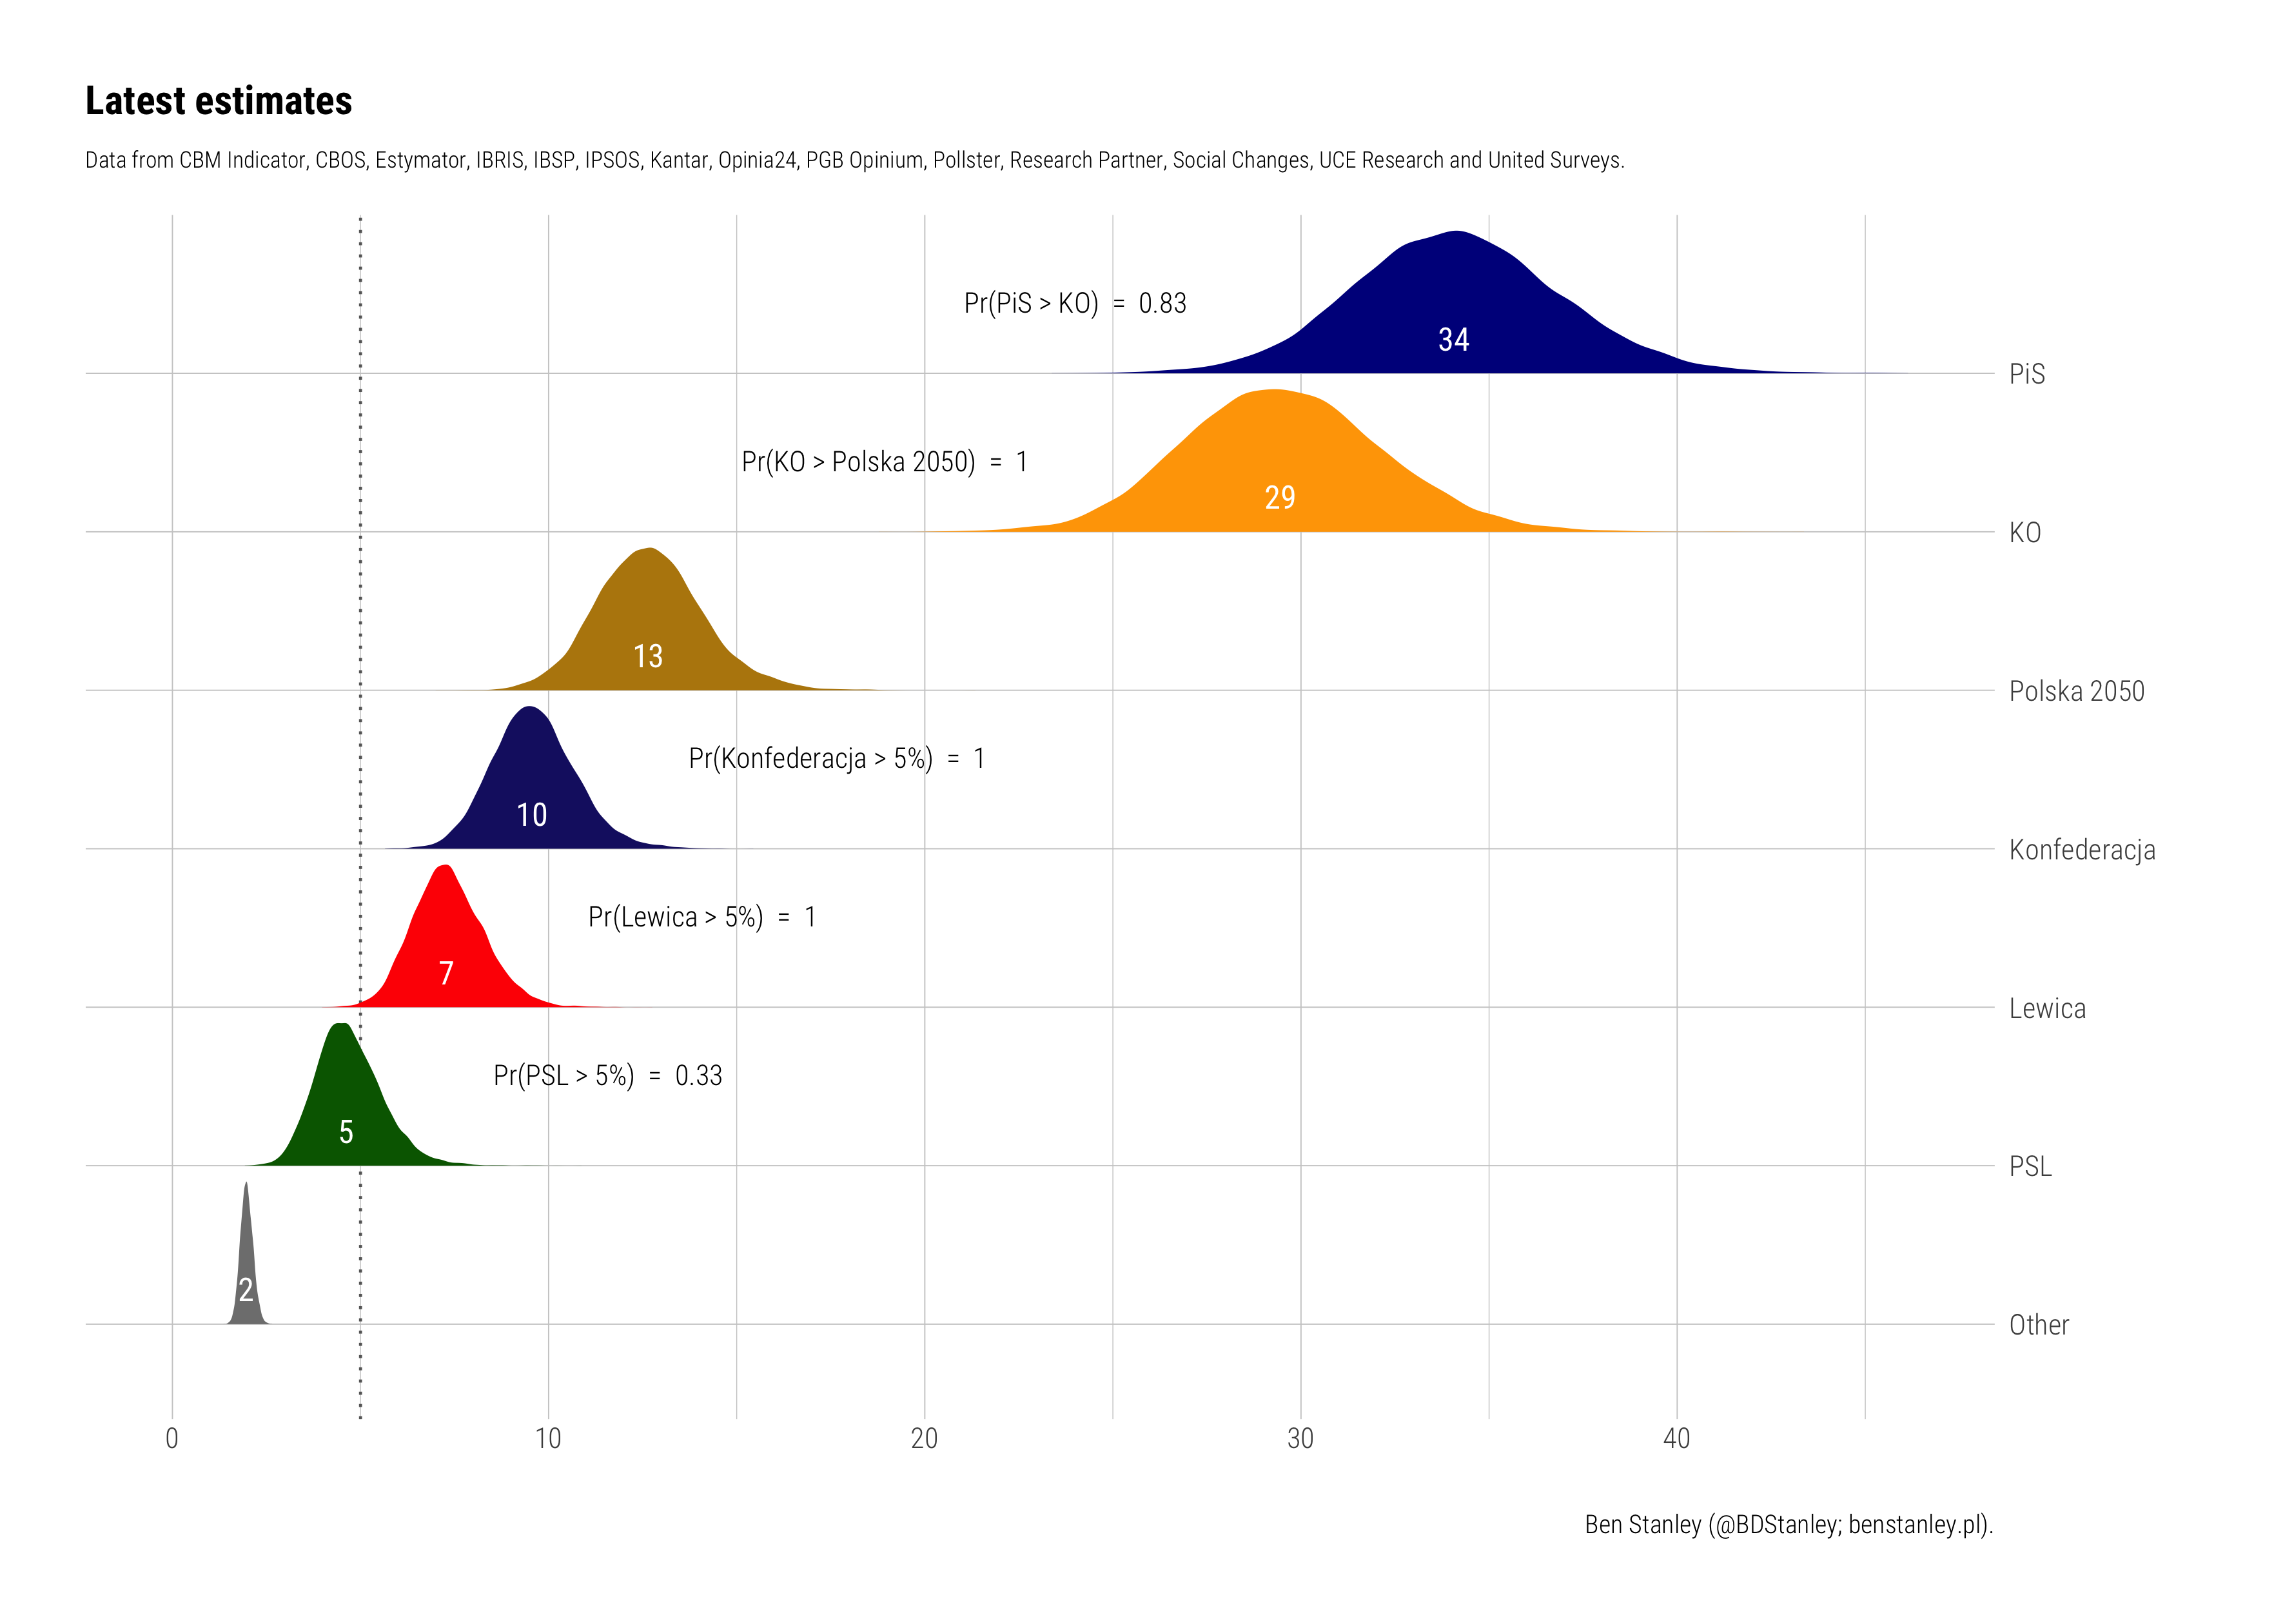 Latest estimates
Data from CBM Indicator, CBOS, Estymator, IBRIS, IBSP, IPSOS, Kantar, Opinia24, PGB Opinium, Pollster, Research Partner, Social Changes, UCE Research and United Surveys.
Pr(PiS > KO) = 0.83
34
PiS
Pr(KO > Polska 2050) = 1
29
KO
13
Polska 2050
Pr(Konfederacja > 5%) = 1
10
Konfederacja
Pr(Lewica > 5%) = 1
7
Lewica
Pr(PSL > 5%) = 0.33
5
PSL
2
Other
0 10 20 30 40
Ben Stanley (@BDStanley; benstanley.pl).